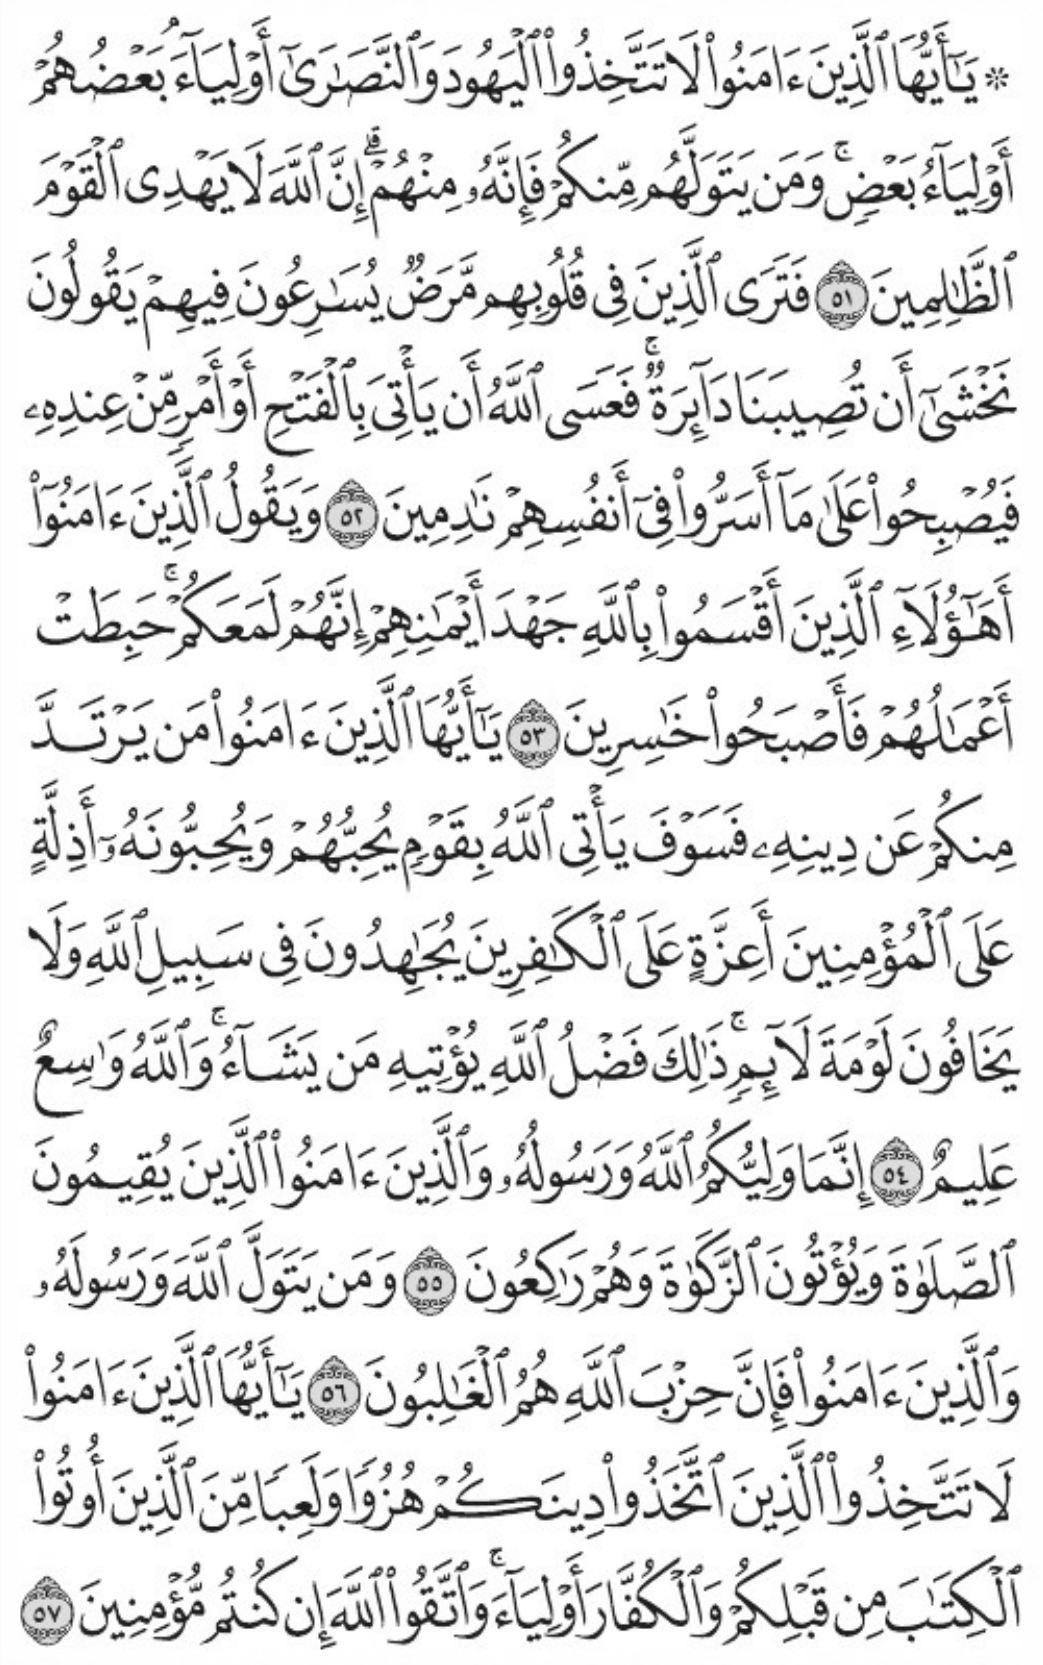 ۞ يَـٰٓأَيُّهَا ٱلَّذِينَ ءَامَنُوا۟ لَا تَتَّخِذُوا۟ ٱلْيَهُودَ وَٱلنَّصَـٰرَىٰٓ أَوْلِيَآءَ ۘ بَعْضُهُمْ
أَوْلِيَآءُ بَعْضٍ ۚ وَمَن يَتَوَلَّهُم مِّنكُمْ فَإِنَّهُۥ مِنْهُمْ ۗ إِنَّ ٱللَّهَ لَا يَهْدِى ٱلْقَوْمَ
ٱلظَّـٰلِمِينَ ٥١ فَتَرَى ٱلَّذِينَ فِى قُلُوبِهِم مَّرَضٌ يُسَـٰرِعُونَ فِيهِمْ يَقُولُونَ
نَخْشَىٰٓ أَن تُصِيبَنَا دَآئِرَةٌ ۚ فَعَسَى ٱللَّهُ أَن يَأْتِىَ بِٱلْفَتْحِ أَوْ أَمْرٍ مِّنْ عِندِهِۦ
فَيُصْبِحُوا۟ عَلَىٰ مَآ أَسَرُّوا۟ فِىٓ أَنفُسِهِمْ نَـٰدِمِينَ ٥٢ وَيَقُولُ ٱلَّذِينَ ءَامَنُوٓا۟
أَهَـٰٓؤُلَآءِ ٱلَّذِينَ أَقْسَمُوا۟ بِٱللَّهِ جَهْدَ أَيْمَـٰنِهِمْ إِنَّهُمْ لَمَعَكُمْ ۚ حَبِطَتْ
أَعْمَـٰلُهُمْ فَأَصْبَحُوا۟ خَـٰسِرِينَ ٥٣ يَـٰٓأَيُّهَا ٱلَّذِينَ ءَامَنُوا۟ مَن يَرْتَدَّ
مِنكُمْ عَن دِينِهِۦ فَسَوْفَ يَأْتِى ٱللَّهُ بِقَوْمٍ يُحِبُّهُمْ وَيُحِبُّونَهُۥٓ أَذِلَّةٍ
عَلَى ٱلْمُؤْمِنِينَ أَعِزَّةٍ عَلَى ٱلْكَـٰفِرِينَ يُجَـٰهِدُونَ فِى سَبِيلِ ٱللَّهِ وَلَا
يَخَافُونَ لَوْمَةَ لَآئِمٍ ۚ ذَٰلِكَ فَضْلُ ٱللَّهِ يُؤْتِيهِ مَن يَشَآءُ ۚ وَٱللَّهُ وَٰسِعٌ
عَلِيمٌ ٥٤ إِنَّمَا وَلِيُّكُمُ ٱللَّهُ وَرَسُولُهُۥ وَٱلَّذِينَ ءَامَنُوا۟ ٱلَّذِينَ يُقِيمُونَ
ٱلصَّلَوٰةَ وَيُؤْتُونَ ٱلزَّكَوٰةَ وَهُمْ رَٰكِعُونَ ٥٥ وَمَن يَتَوَلَّ ٱللَّهَ وَرَسُولَهُۥ
وَٱلَّذِينَ ءَامَنُوا۟ فَإِنَّ حِزْبَ ٱللَّهِ هُمُ ٱلْغَـٰلِبُونَ ٥٦ يَـٰٓأَيُّهَا ٱلَّذِينَ ءَامَنُوا۟
لَا تَتَّخِذُوا۟ ٱلَّذِينَ ٱتَّخَذُوا۟ دِينَكُمْ هُزُوًا وَلَعِبًا مِّنَ ٱلَّذِينَ أُوتُوا۟
ٱلْكِتَـٰبَ مِن قَبْلِكُمْ وَٱلْكُفَّارَ أَوْلِيَآءَ ۚ وَٱتَّقُوا۟ ٱللَّهَ إِن كُنتُم مُّؤْمِنِينَ ٥٧